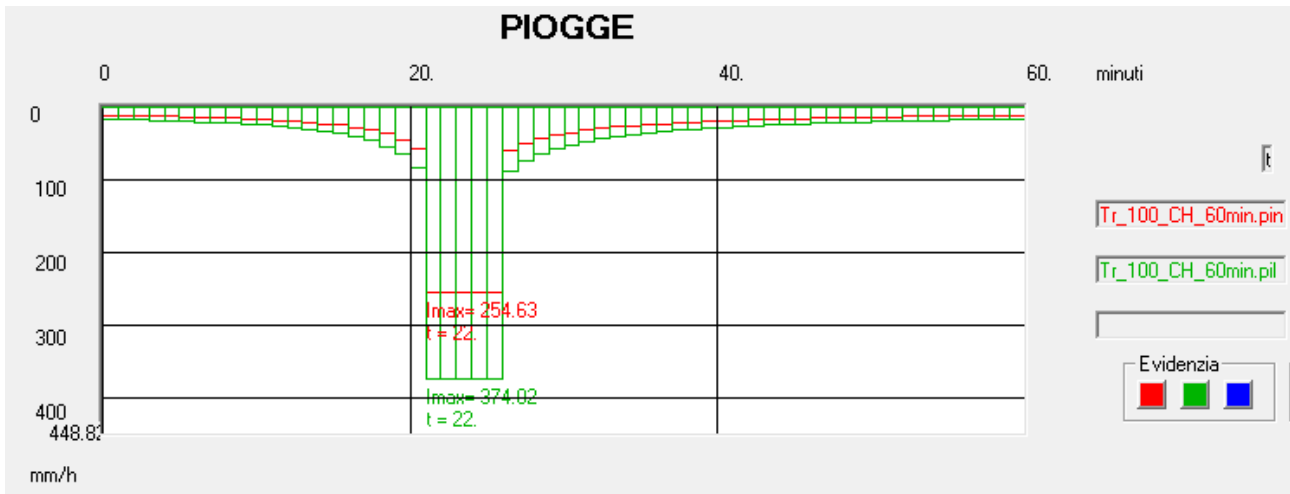 PIOGGE
0 20. 40. 60. minuti
0
100
200
300
400
448.82
mm/h
Imax= 254.63
t = 22.
Imax= 374.02
t = 22.
t
Tr_100_CH_60min.pin
Tr_100_CH_60min.pil
Evidenzia